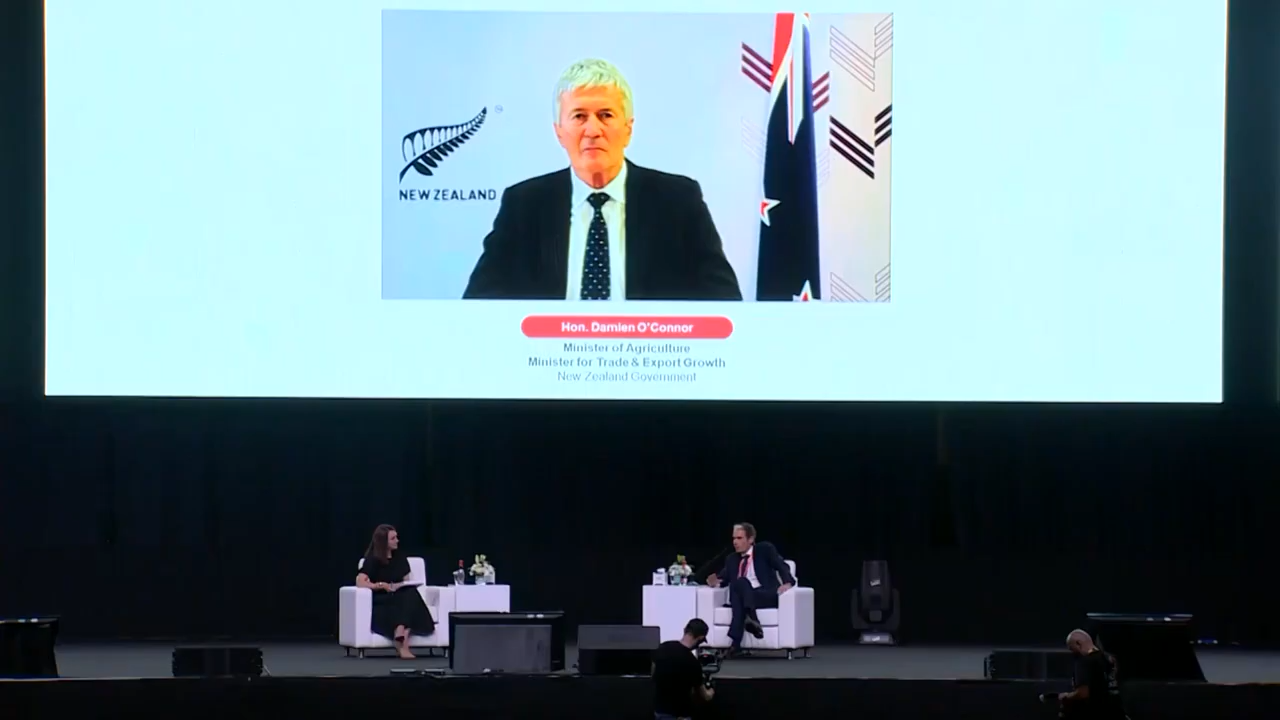 NEW ZEALAND
Hon. Damien O'Connor
Minister of Agriculture
Minister for Trade & Export Growth
New Zealand Government